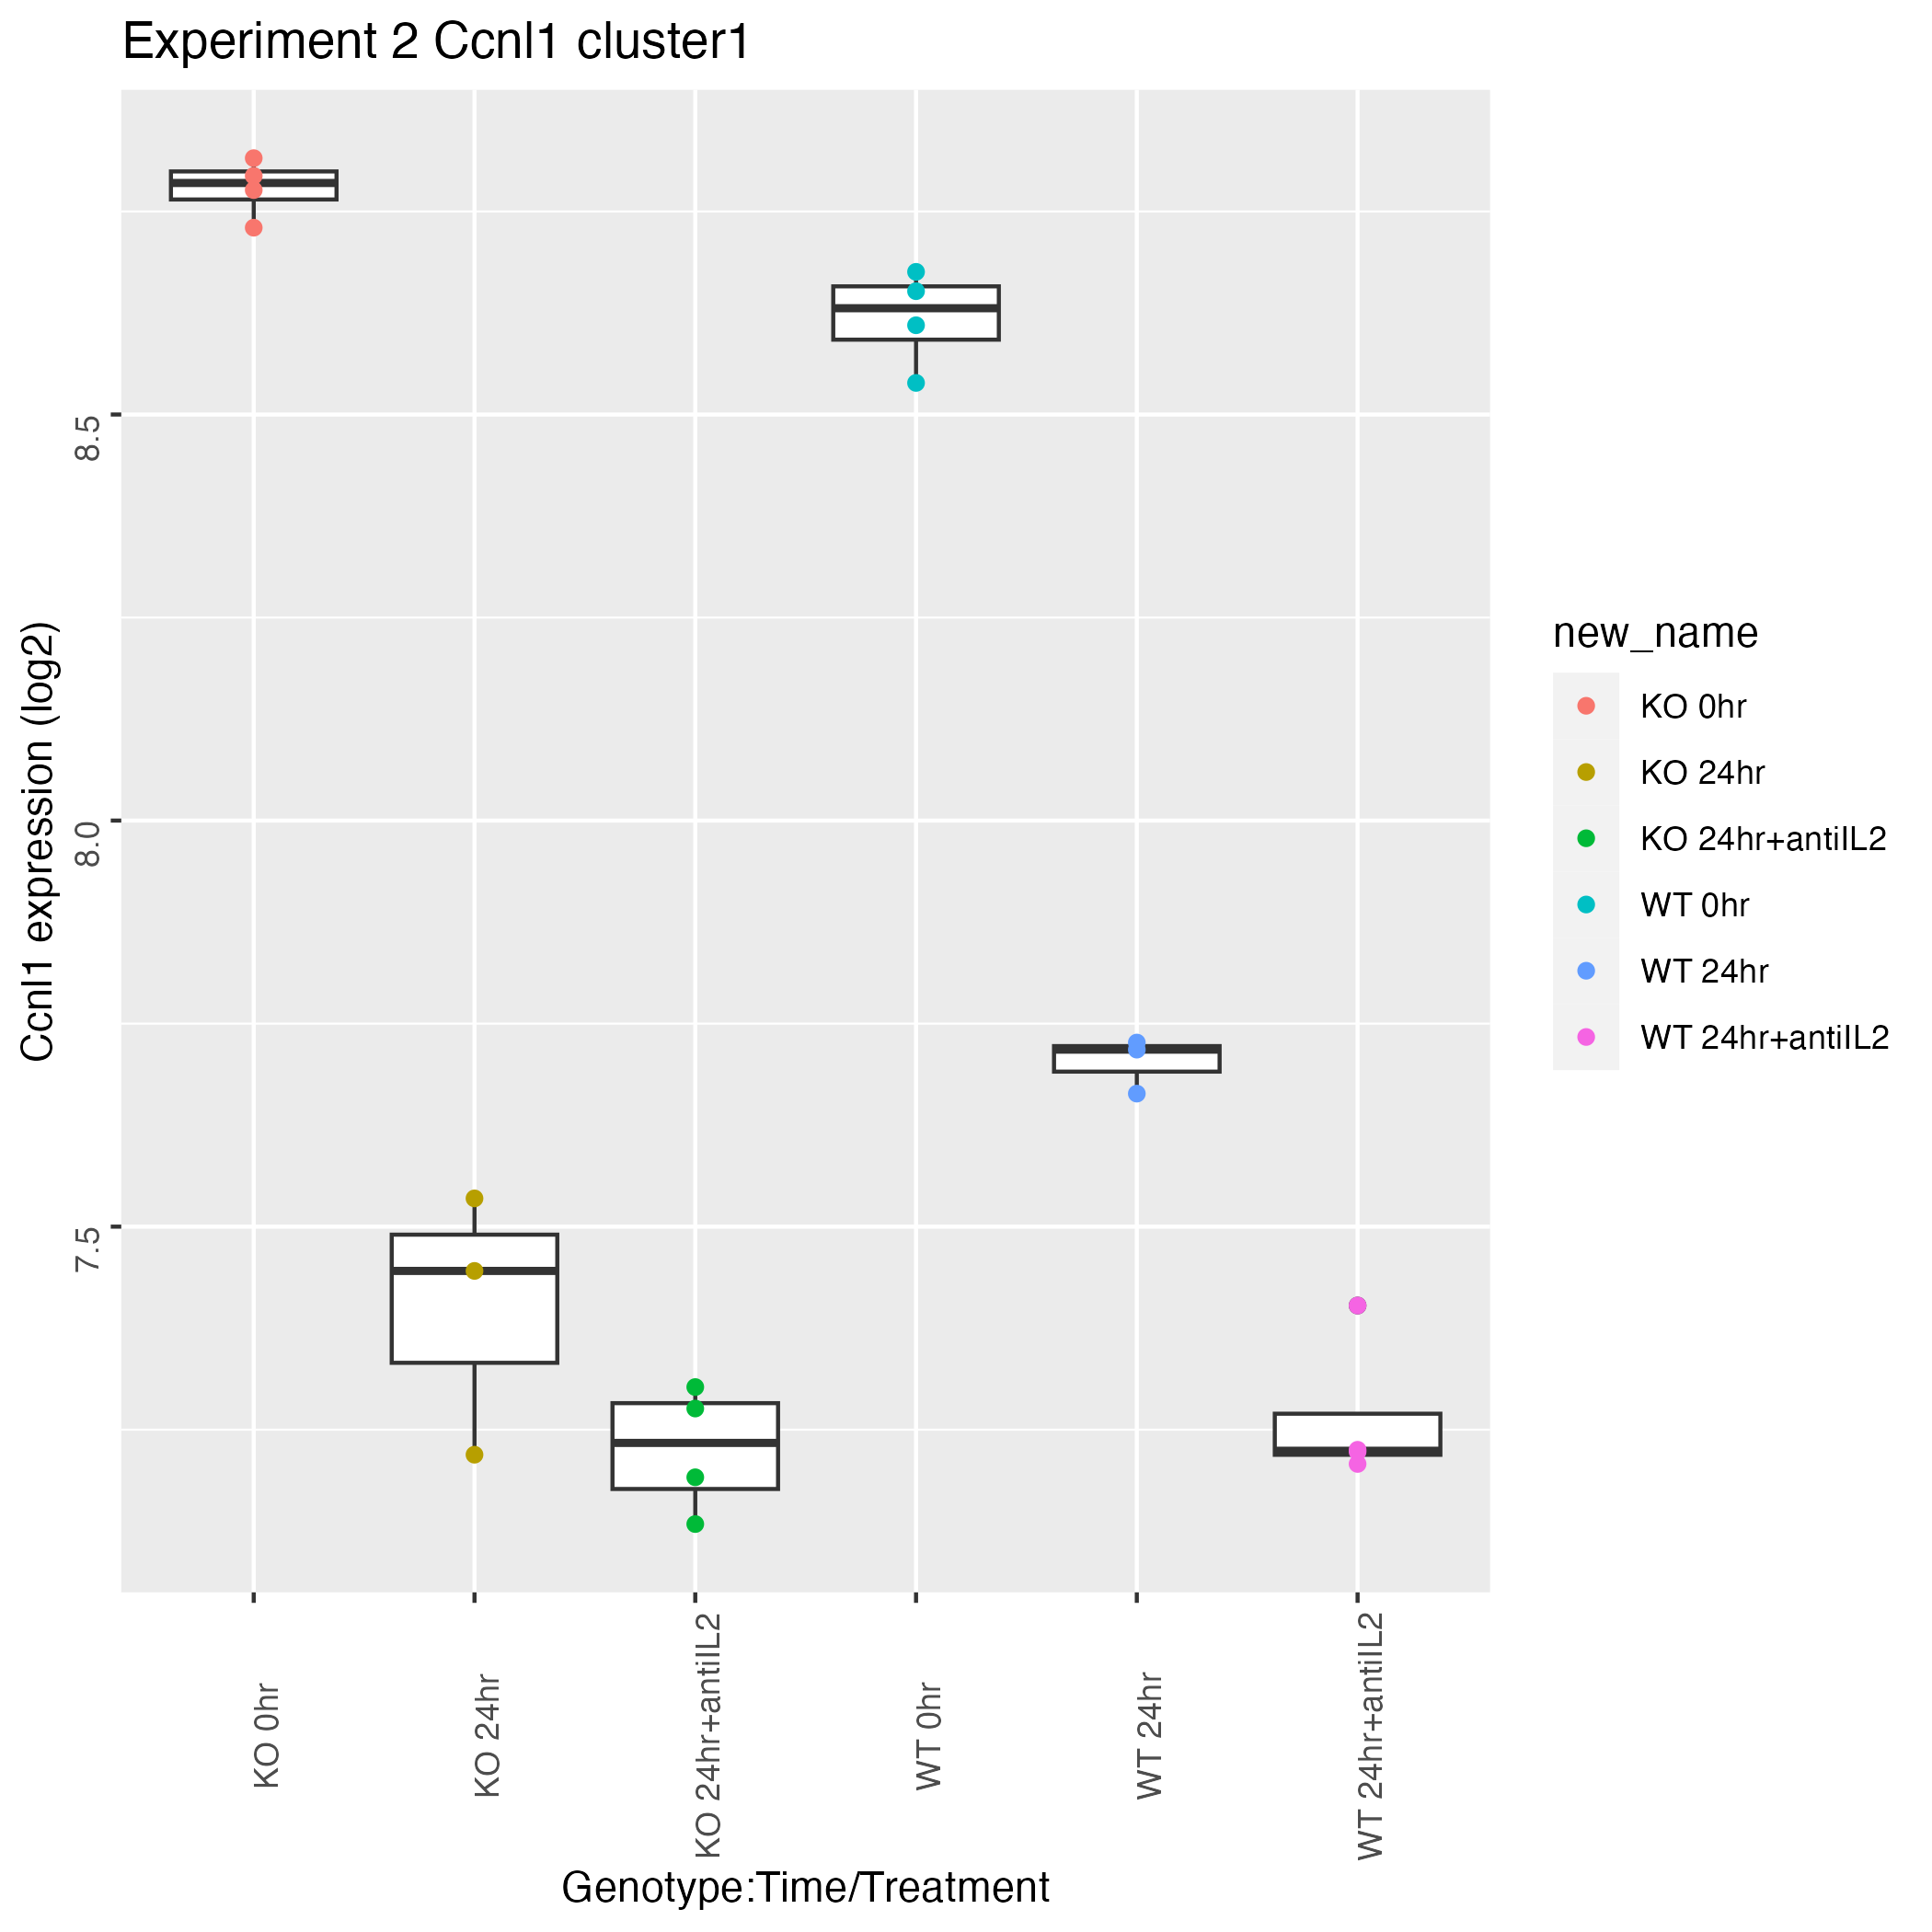 Experiment 2 Ccnl1 cluster1
Ccnl1 expression (log2)
8.5
8.0
7.5
KO 0hr
KO 24hr
KO 24hr+antiIL2
WT 0hr
WT 24hr
WT 24hr+antiIL2
Genotype:Time/Treatment
new_name
KO 0hr
KO 24hr
KO 24hr+antiIL2
WT 0hr
WT 24hr
WT 24hr+antiIL2